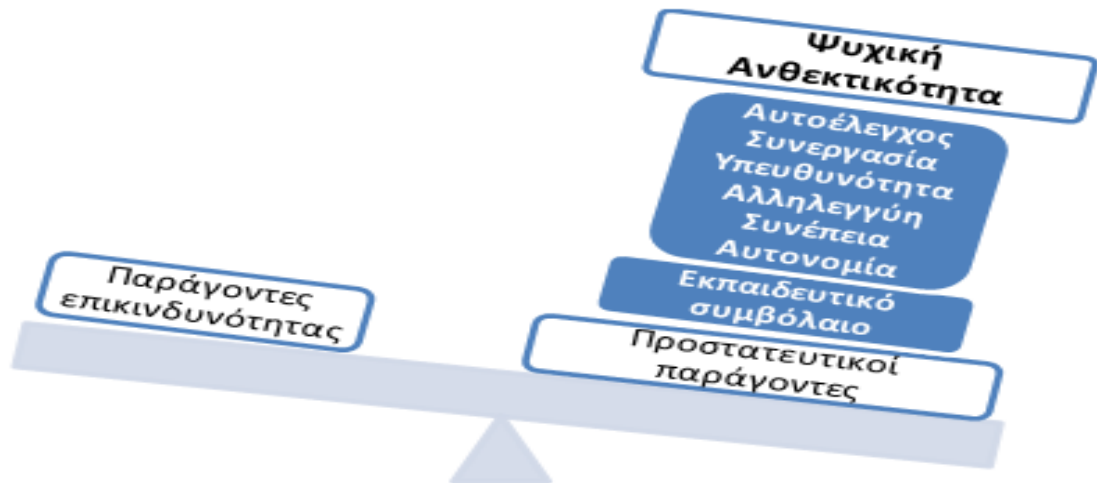 Ψυχική
Ανθεκτικότητα
Αυτοέλεγχος
Συνεργασία
Υπευθυνότητα
Αλληλεγγύη
Συνέπεια
Αυτονομία
Εκπαιδευτικό
συμβόλαιο
Προστατευτικοί
παράγοντες
Παράγοντες
επικινδυνότητας